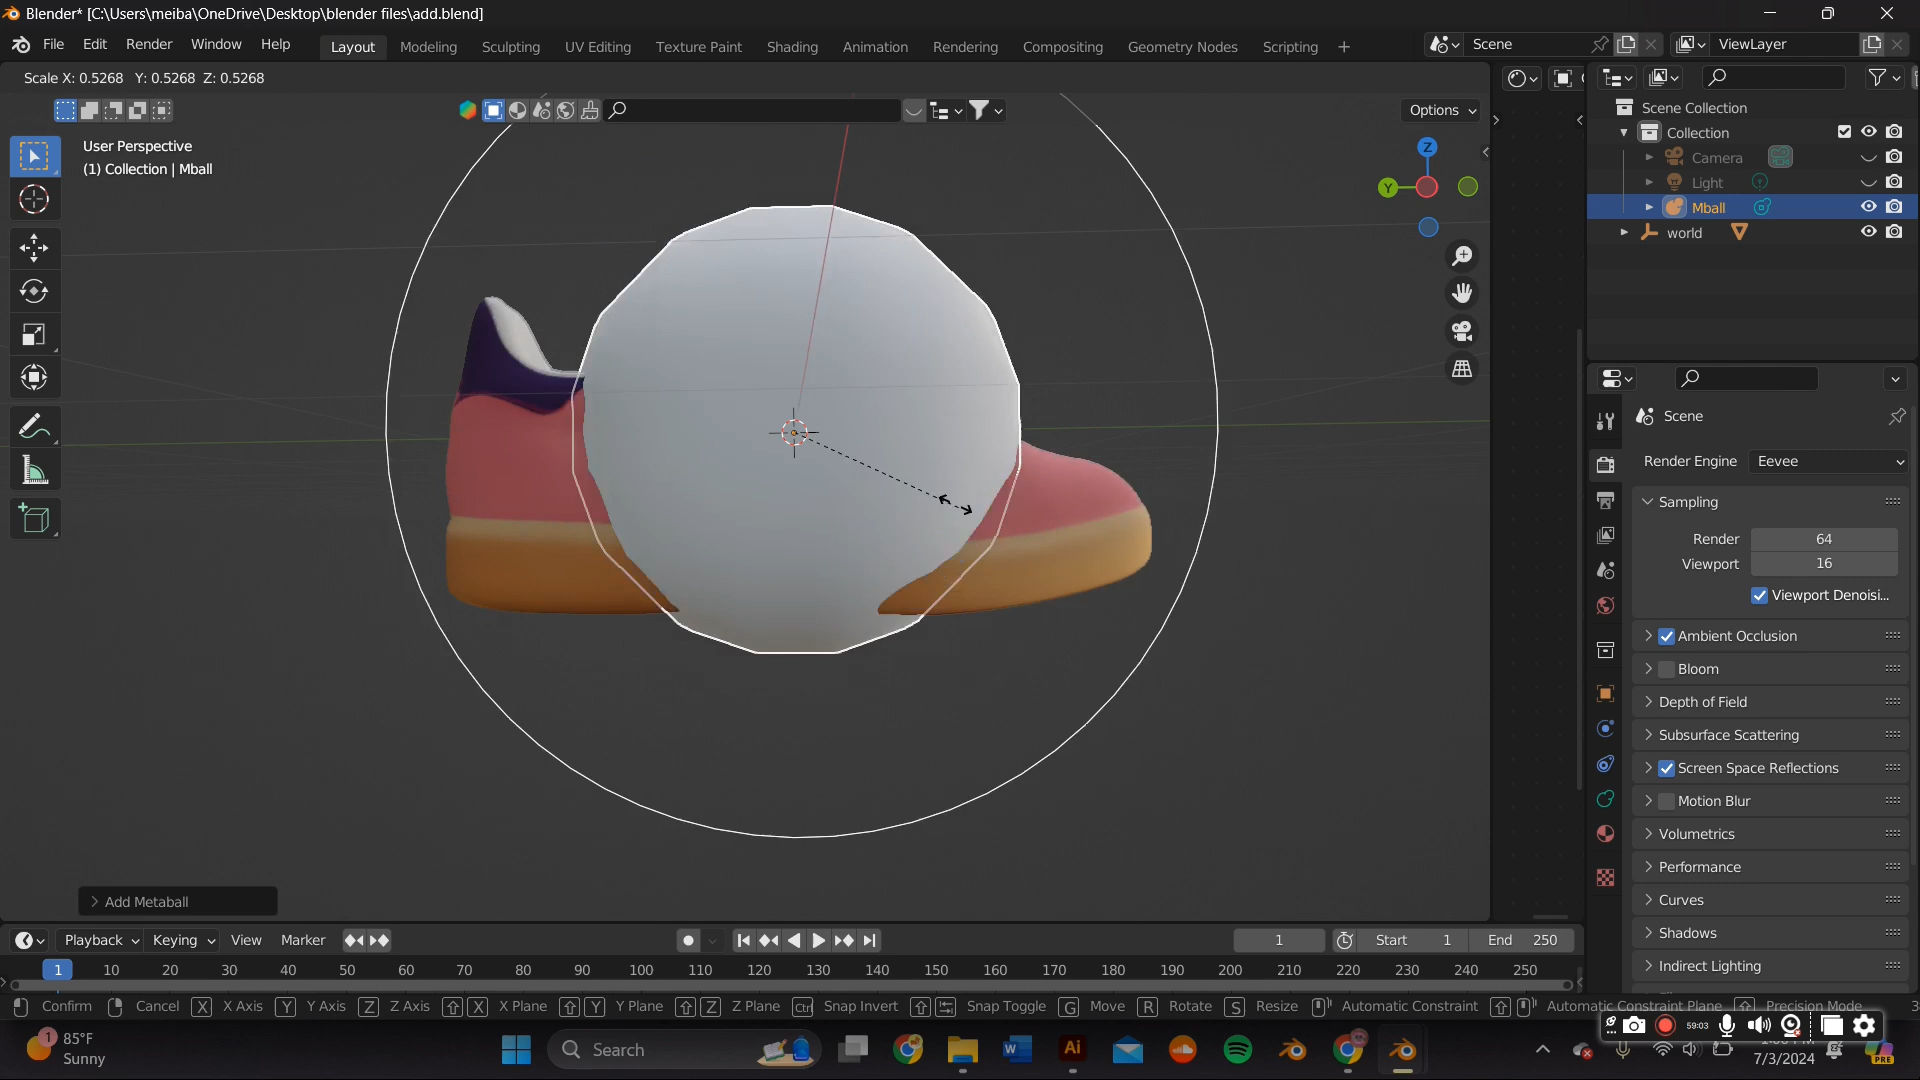 Blender* [C:\Users\meiba\OneDrive\Desktop\blender files\add.blend]
File Edit Render Window Help
Layout Modeling Sculpting UV Editing Texture Paint Shading Animation Rendering Compositing Geometry Nodes Scripting
Scene
ViewLayer
Scale X: 0.5268 Y: 0.5268 Z: 0.5268
Options
User Perspective
(1) Collection | Mball
Z
Y
Scene Collection
Collection
Camera
Light
Mball
world
Scene
Render Engine Eevee
Sampling
Render 64
Viewport 16
Viewport Denoisi...
Ambient Occlusion
Bloom
Depth of Field
Subsurface Scattering
Screen Space Reflections
Motion Blur
Volumetrics
Performance
Curves
Shadows
Indirect Lighting
Add Metaball
Playback Keying View Marker
1 Start 1 End 250
1 10 20 30 40 50 60 70 80 90 100 110 120 130 140 150 160 170 180 190 200 210 220 230 240 250
Confirm Cancel X X Axis Y Y Axis Z Z Axis X X Plane Y Y Plane Z Z Plane Ctrl Snap Invert Snap Toggle G Move R Rotate S Resize Automatic Constraint Automatic Constraint Plane Precision Mode
59:03
1
85°F
Sunny
Search
W
Ai
7/3/2024
PRE